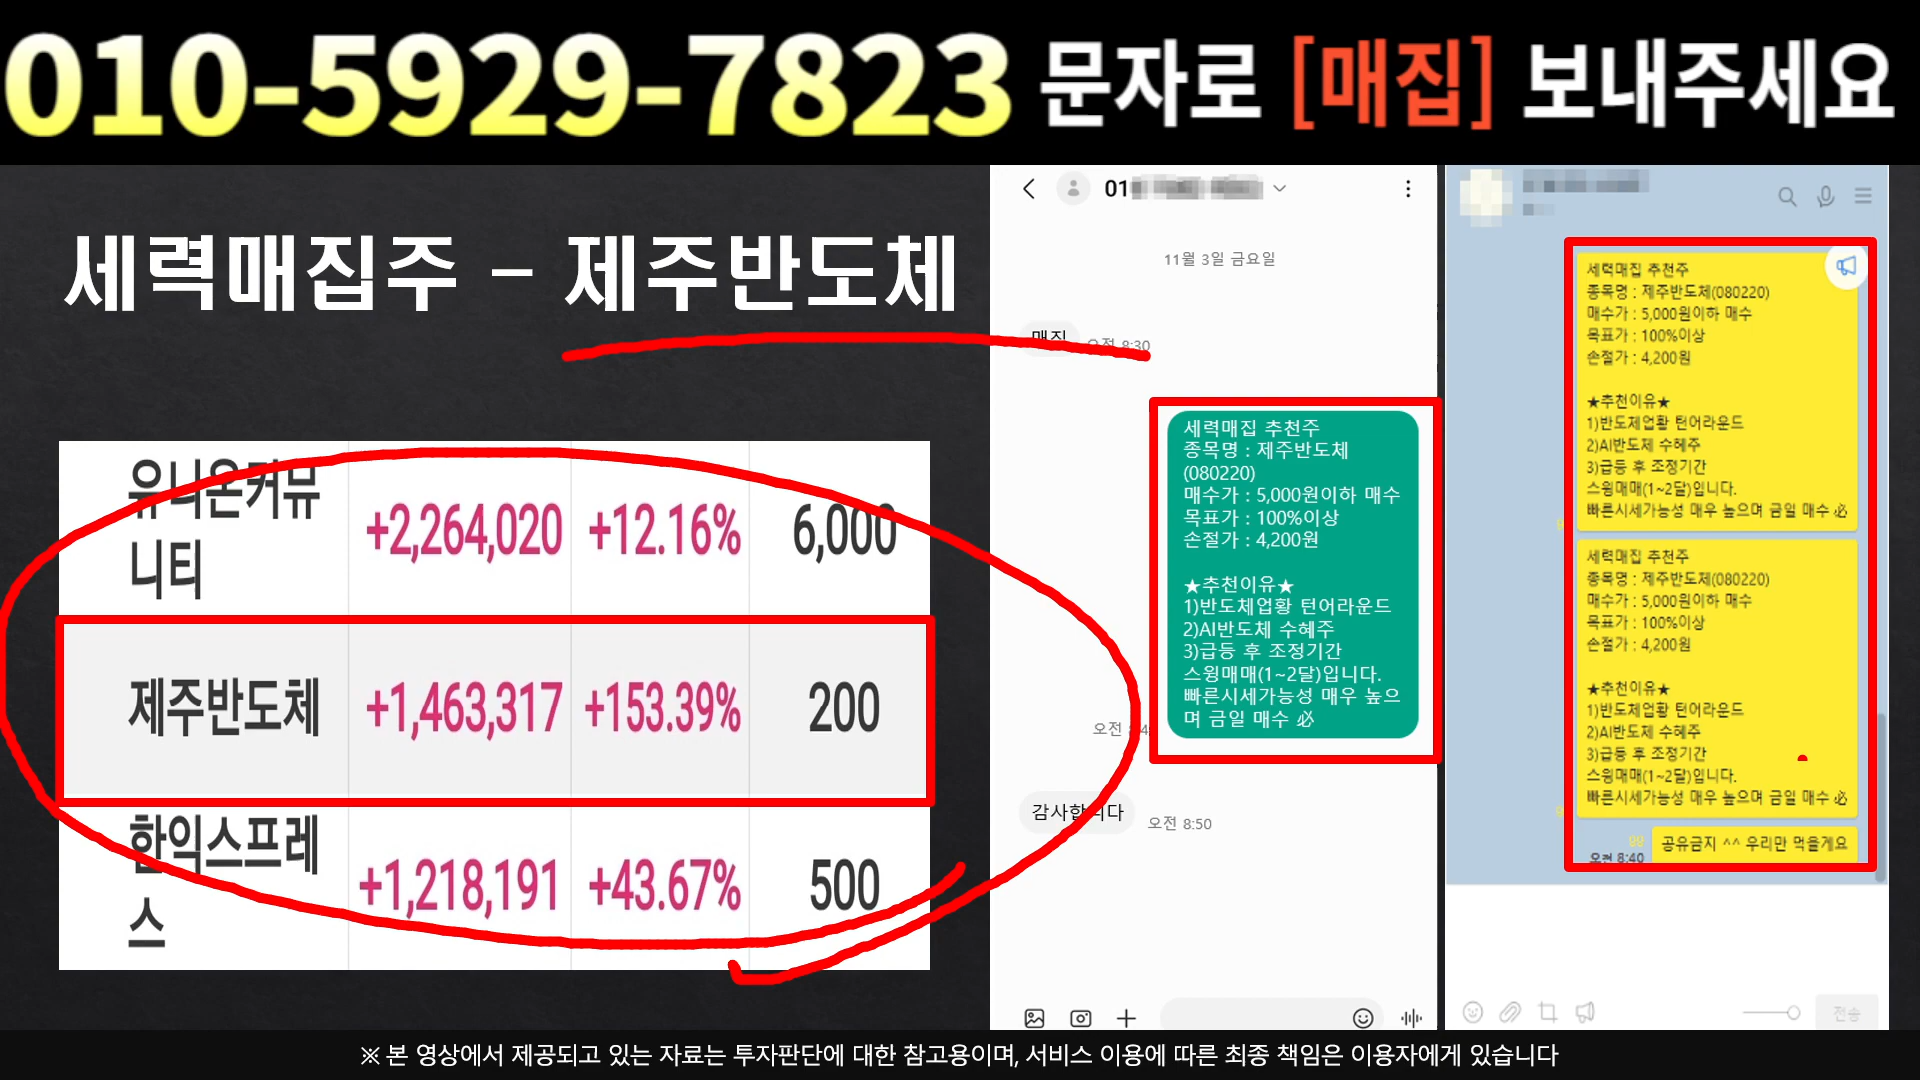 010-5929-7823 문자로 [매집] 보내주세요
세력매집주 - 제주반도체
유니온커뮤
니티
+2,264,020
+12.16%
6,000
제주반도체
+1,463,317
+153.39%
200
한익스프레
스
+1,218,191
+43.67%
500
01
11월 3일 금요일
매집
오전 8:30
세력매집 추천주
종목명 : 제주반도체
(080220)
매수가 : 5,000원이하 매수
목표가 : 100%이상
손절가 : 4,200원
★추천이유★
1)반도체업황 턴어라운드
2)AI반도체 수혜주
3)급등 후 조정기간
스윙매매(1~2달)입니다.
빠른시세가능성 매우 높으
며 금일 매수 必
오전
감사합니다
오전 8:50
세력매집 추천주
종목명 : 제주반도체(080220)
매수가 : 5,000원이하 매수
목표가 : 100%이상
손절가 : 4,200원
★추천이유★
1)반도체업황 턴어라운드
2)AI반도체 수혜주
3)급등 후 조정기간
스윙매매(1~2달)입니다.
빠른시세가능성 매우 높으며 금일 매수 必
세력매집 추천주
종목명 : 제주반도체(080220)
매수가 : 5,000원이하 매수
목표가 : 100%이상
손절가 : 4,200원
★추천이유★
1)반도체업황 턴어라운드
2)AI반도체 수혜주
3)급등 후 조정기간
스윙매매(1~2달)입니다.
빠른시세가능성 매우 높으며 금일 매수 必
공유금지 ^^ 우리만 먹을게요
오전 8:40
전송
※ 본 영상에서 제공되고 있는 자료는 투자판단에 대한 참고용이며, 서비스 이용에 따른 최종 책임은 이용자에게 있습니다